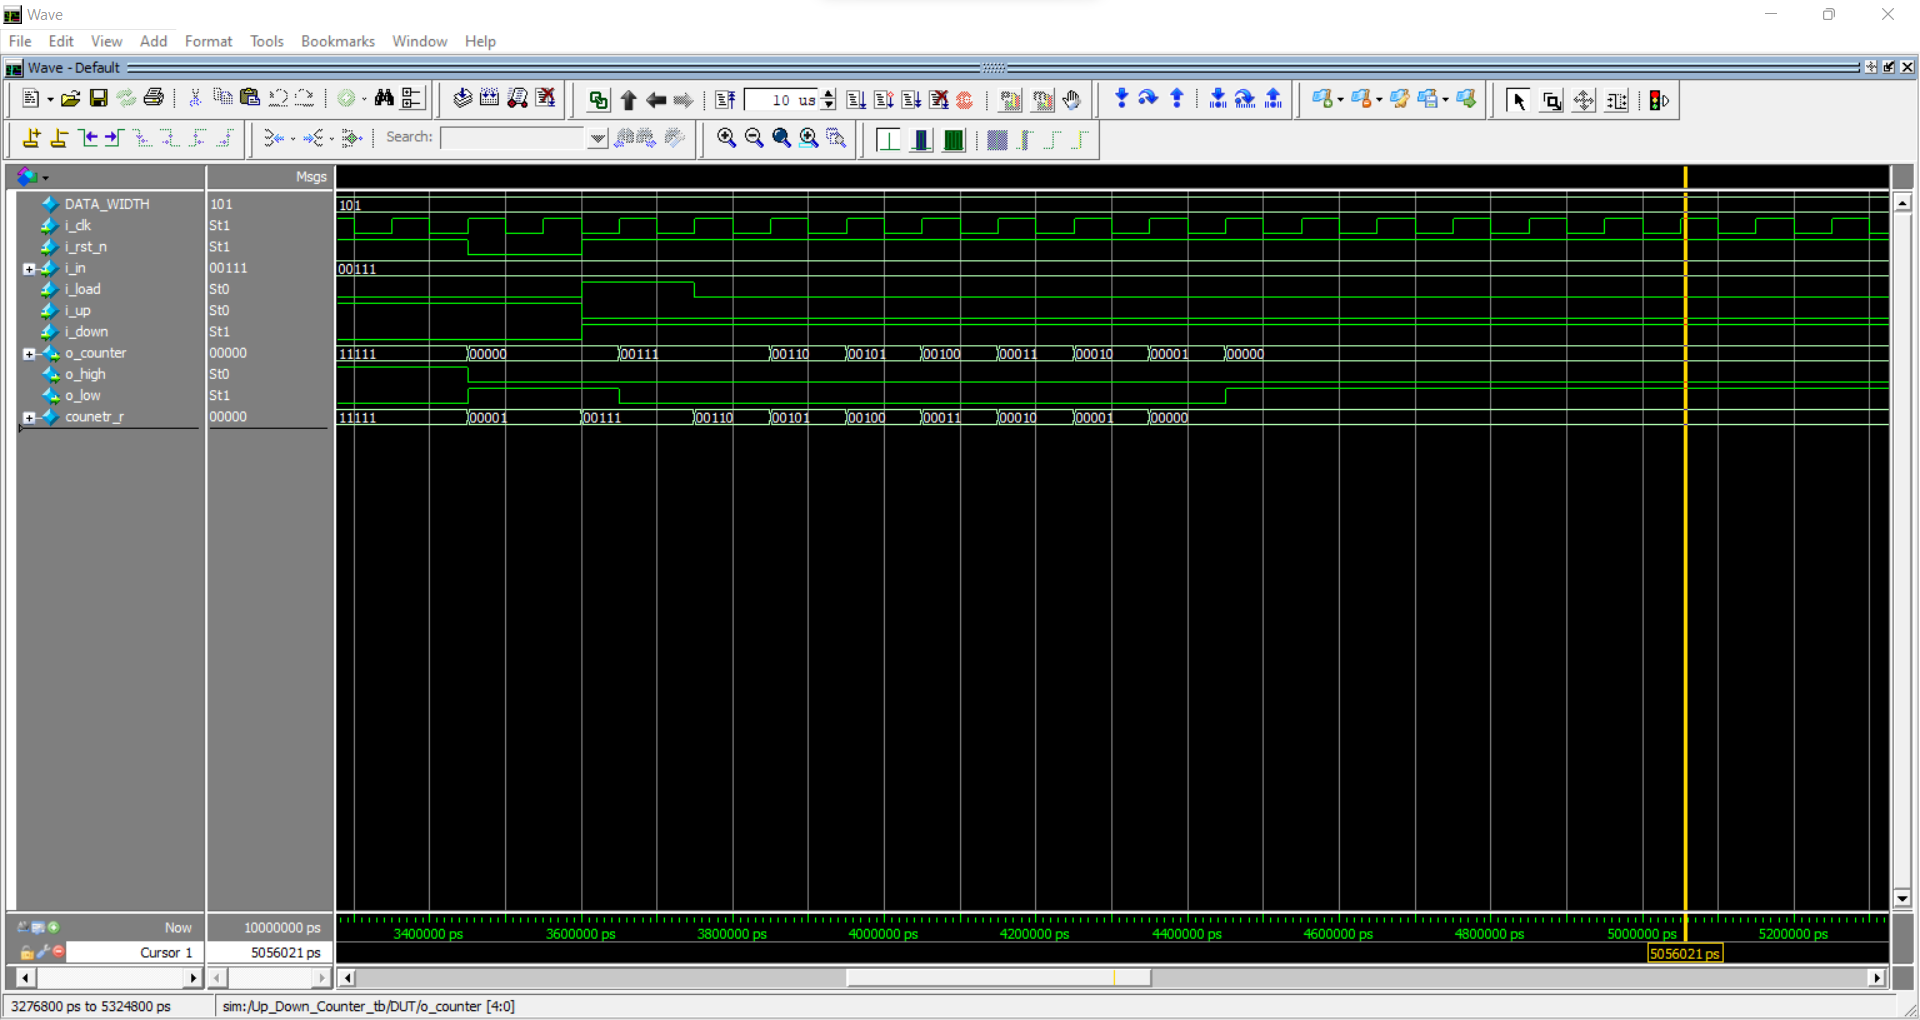 Wave
File Edit View Add Format Tools Bookmarks Window Help
Wave - Default
10 us
Search:
Msgs
DATA_WIDTH 101 101
i_clk St1
i_rst_n St1
i_in 00111 00111
i_load St0
i_up St0
i_down St1
o_counter 00000 11111 00000 00111 00110 00101 00100 00011 00010 00001 00000
o_high St0
o_low St1
counetr_r 00000 11111 00001 00111 00110 00101 00100 00011 00010 00001 00000
Now 10000000 ps 3400000 ps 3600000 ps 3800000 ps 4000000 ps 4200000 ps 4400000 ps 4600000 ps 4800000 ps 5000000 ps 5200000 ps
Cursor 1 5056021 ps 5056021 ps
3276800 ps to 5324800 ps sim:/Up_Down_Counter_tb/DUT/o_counter [4:0]